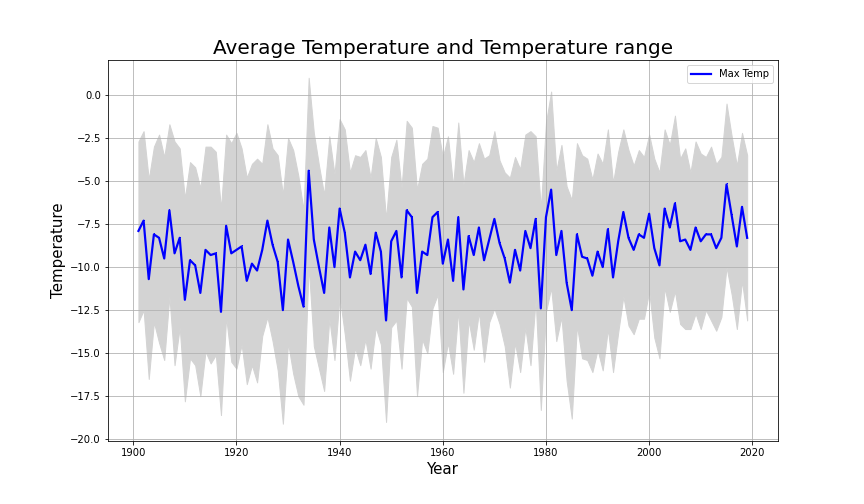 Average Temperature and Temperature range
Max Temp
0.0
−2.5
−5.0
−7.5
−10.0
−12.5
−15.0
−17.5
−20.0
Temperature
1900 1920 1940 1960 1980 2000 2020
Year